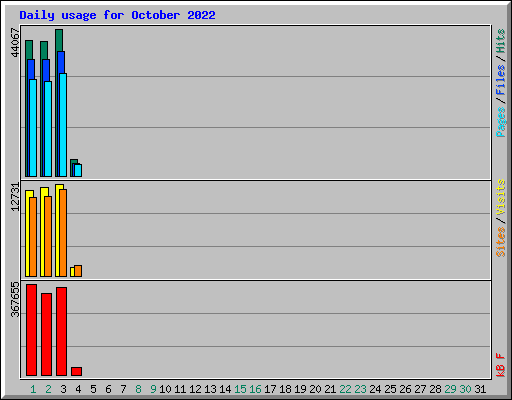 Daily usage for October 2022
44067
12731
367655
Pages/Files/Hits
Sites/Visits
kB F
1 2 3 4 5 6 7 8 9 10 11 12 13 14 15 16 17 18 19 20 21 22 23 24 25 26 27 28 29 30 31